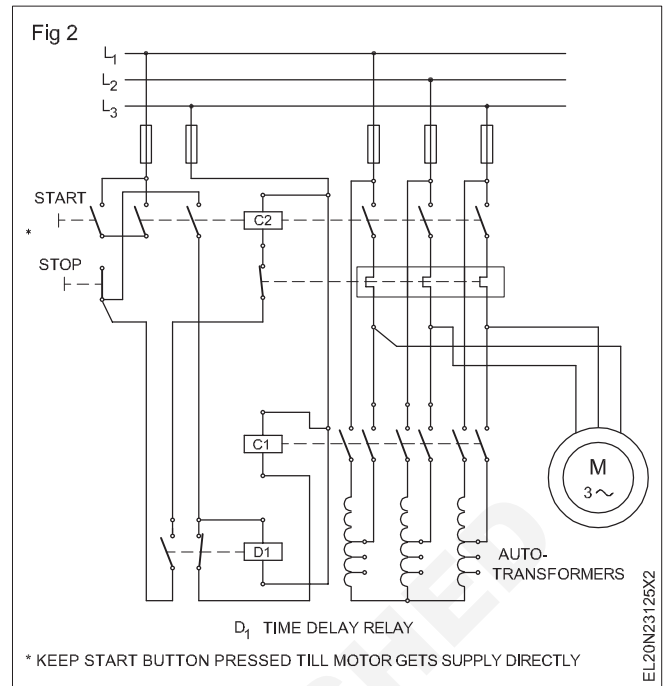 Fig 2
L1
L2
L3
START
*
C2
STOP
C1
M
3~
D1
AUTO-
TRANSFORMERS
D1 TIME DELAY RELAY
* KEEP START BUTTON PRESSED TILL MOTOR GETS SUPPLY DIRECTLY
EL20N23125X2